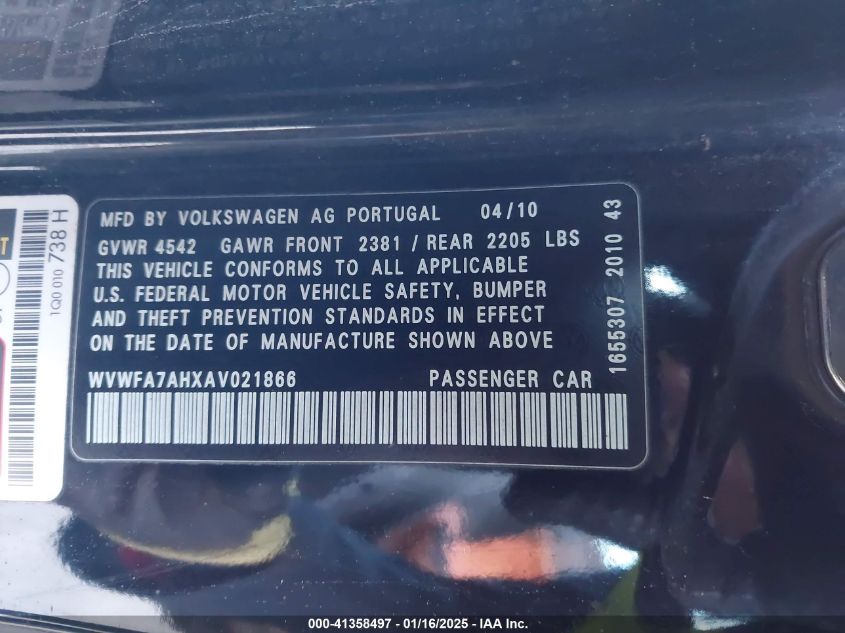 MFD BY VOLKSWAGEN AG PORTUGAL 04/10
GVWR 4542 GAWR FRONT 2381 / REAR 2205 LBS
THIS VEHICLE CONFORMS TO ALL APPLICABLE
U.S. FEDERAL MOTOR VEHICLE SAFETY, BUMPER
AND THEFT PREVENTION STANDARDS IN EFFECT
ON THE DATE OF MANUFACTURE SHOWN ABOVE
WVWFA7AHXAV021866 PASSENGER CAR
1655307 2010 43
1Q0 010 738 H
000-41358497 - 01/16/2025 - IAA Inc.